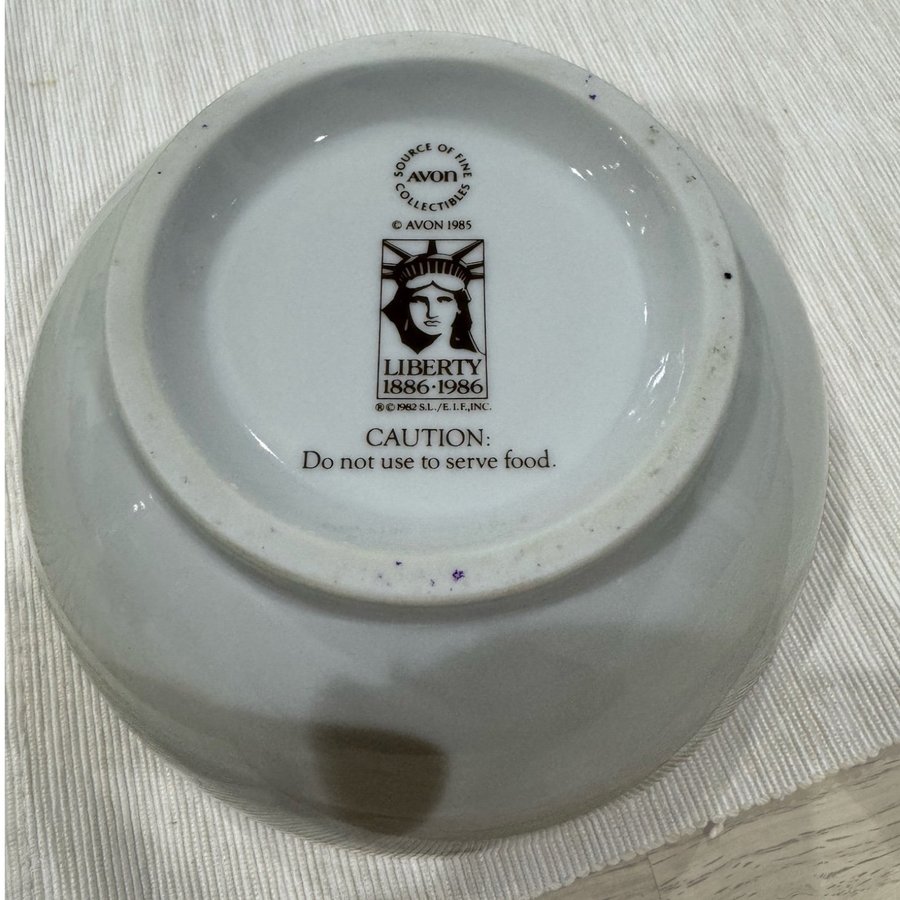 SOURCE OF FINE
AVON
COLLECTIBLES
© AVON 1985
LIBERTY
1886·1986
®©1982 S.L./E.I.F.,INC.
CAUTION:
Do not use to serve food.